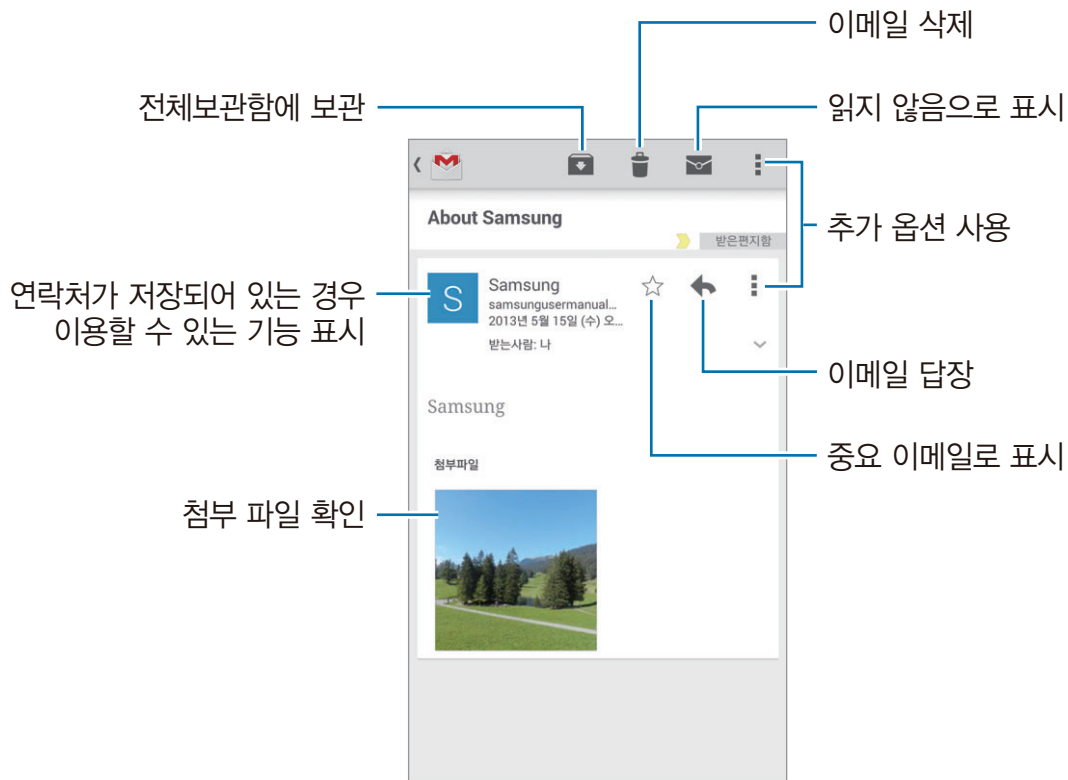 이메일 삭제
전체보관함에 보관
읽지 않음으로 표시
About Samsung
받은편지함
추가 옵션 사용
연락처가 저장되어 있는 경우
이용할 수 있는 기능 표시
S
Samsung
samsungusermanual...
2013년 5월 15일 (수) 오...
받는사람: 나
이메일 답장
Samsung
중요 이메일로 표시
첨부파일
첨부 파일 확인